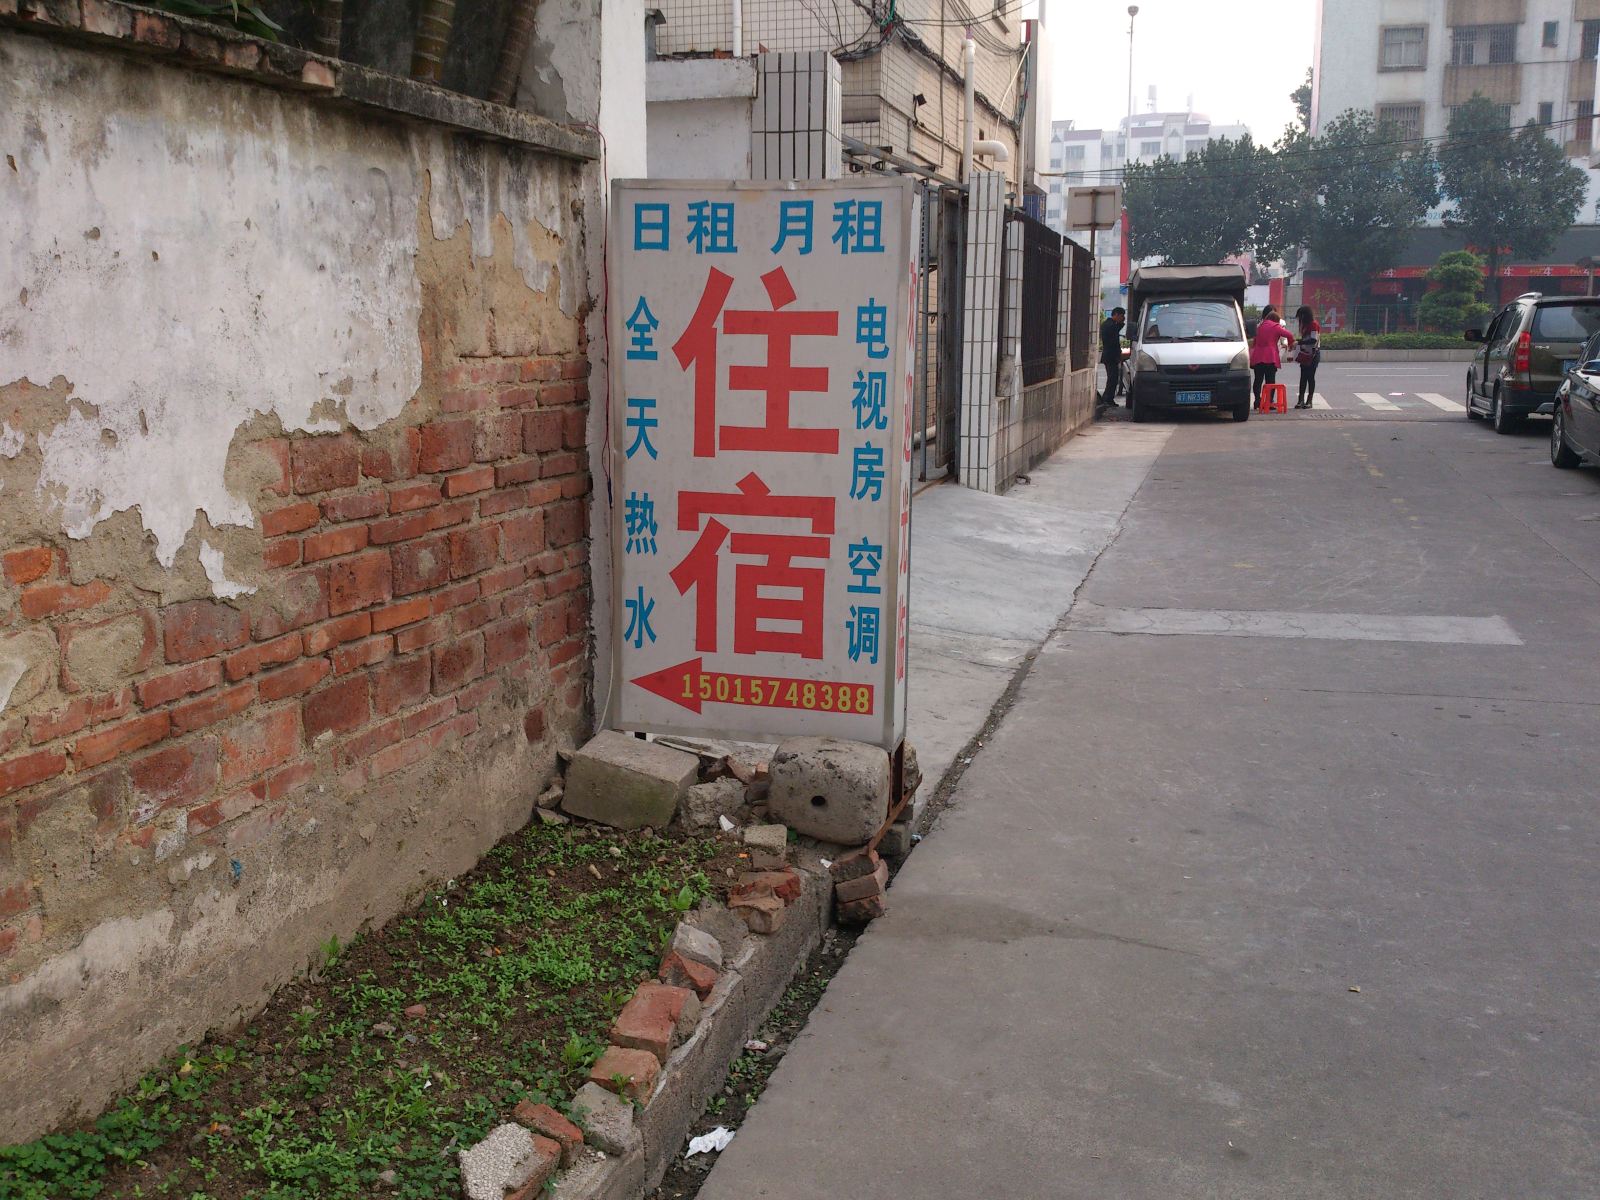 日租 月租
全天热水
住宿
电视房 空调
15015748388